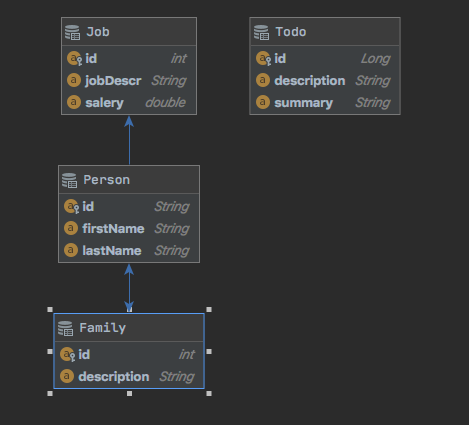 Job
id int
jobDescr String
salery double
Todo
id Long
description String
summary String
Person
id String
firstName String
lastName String
Family
id int
description String